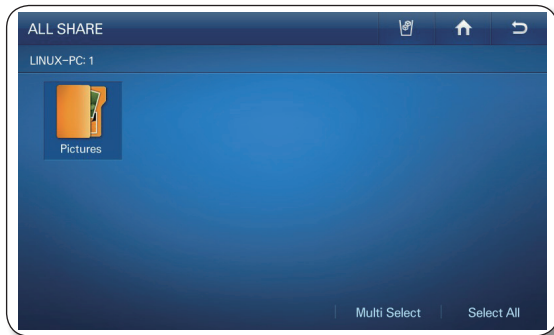 ALL SHARE
LINUX-PC: 1
Pictures
Multi Select
Select All